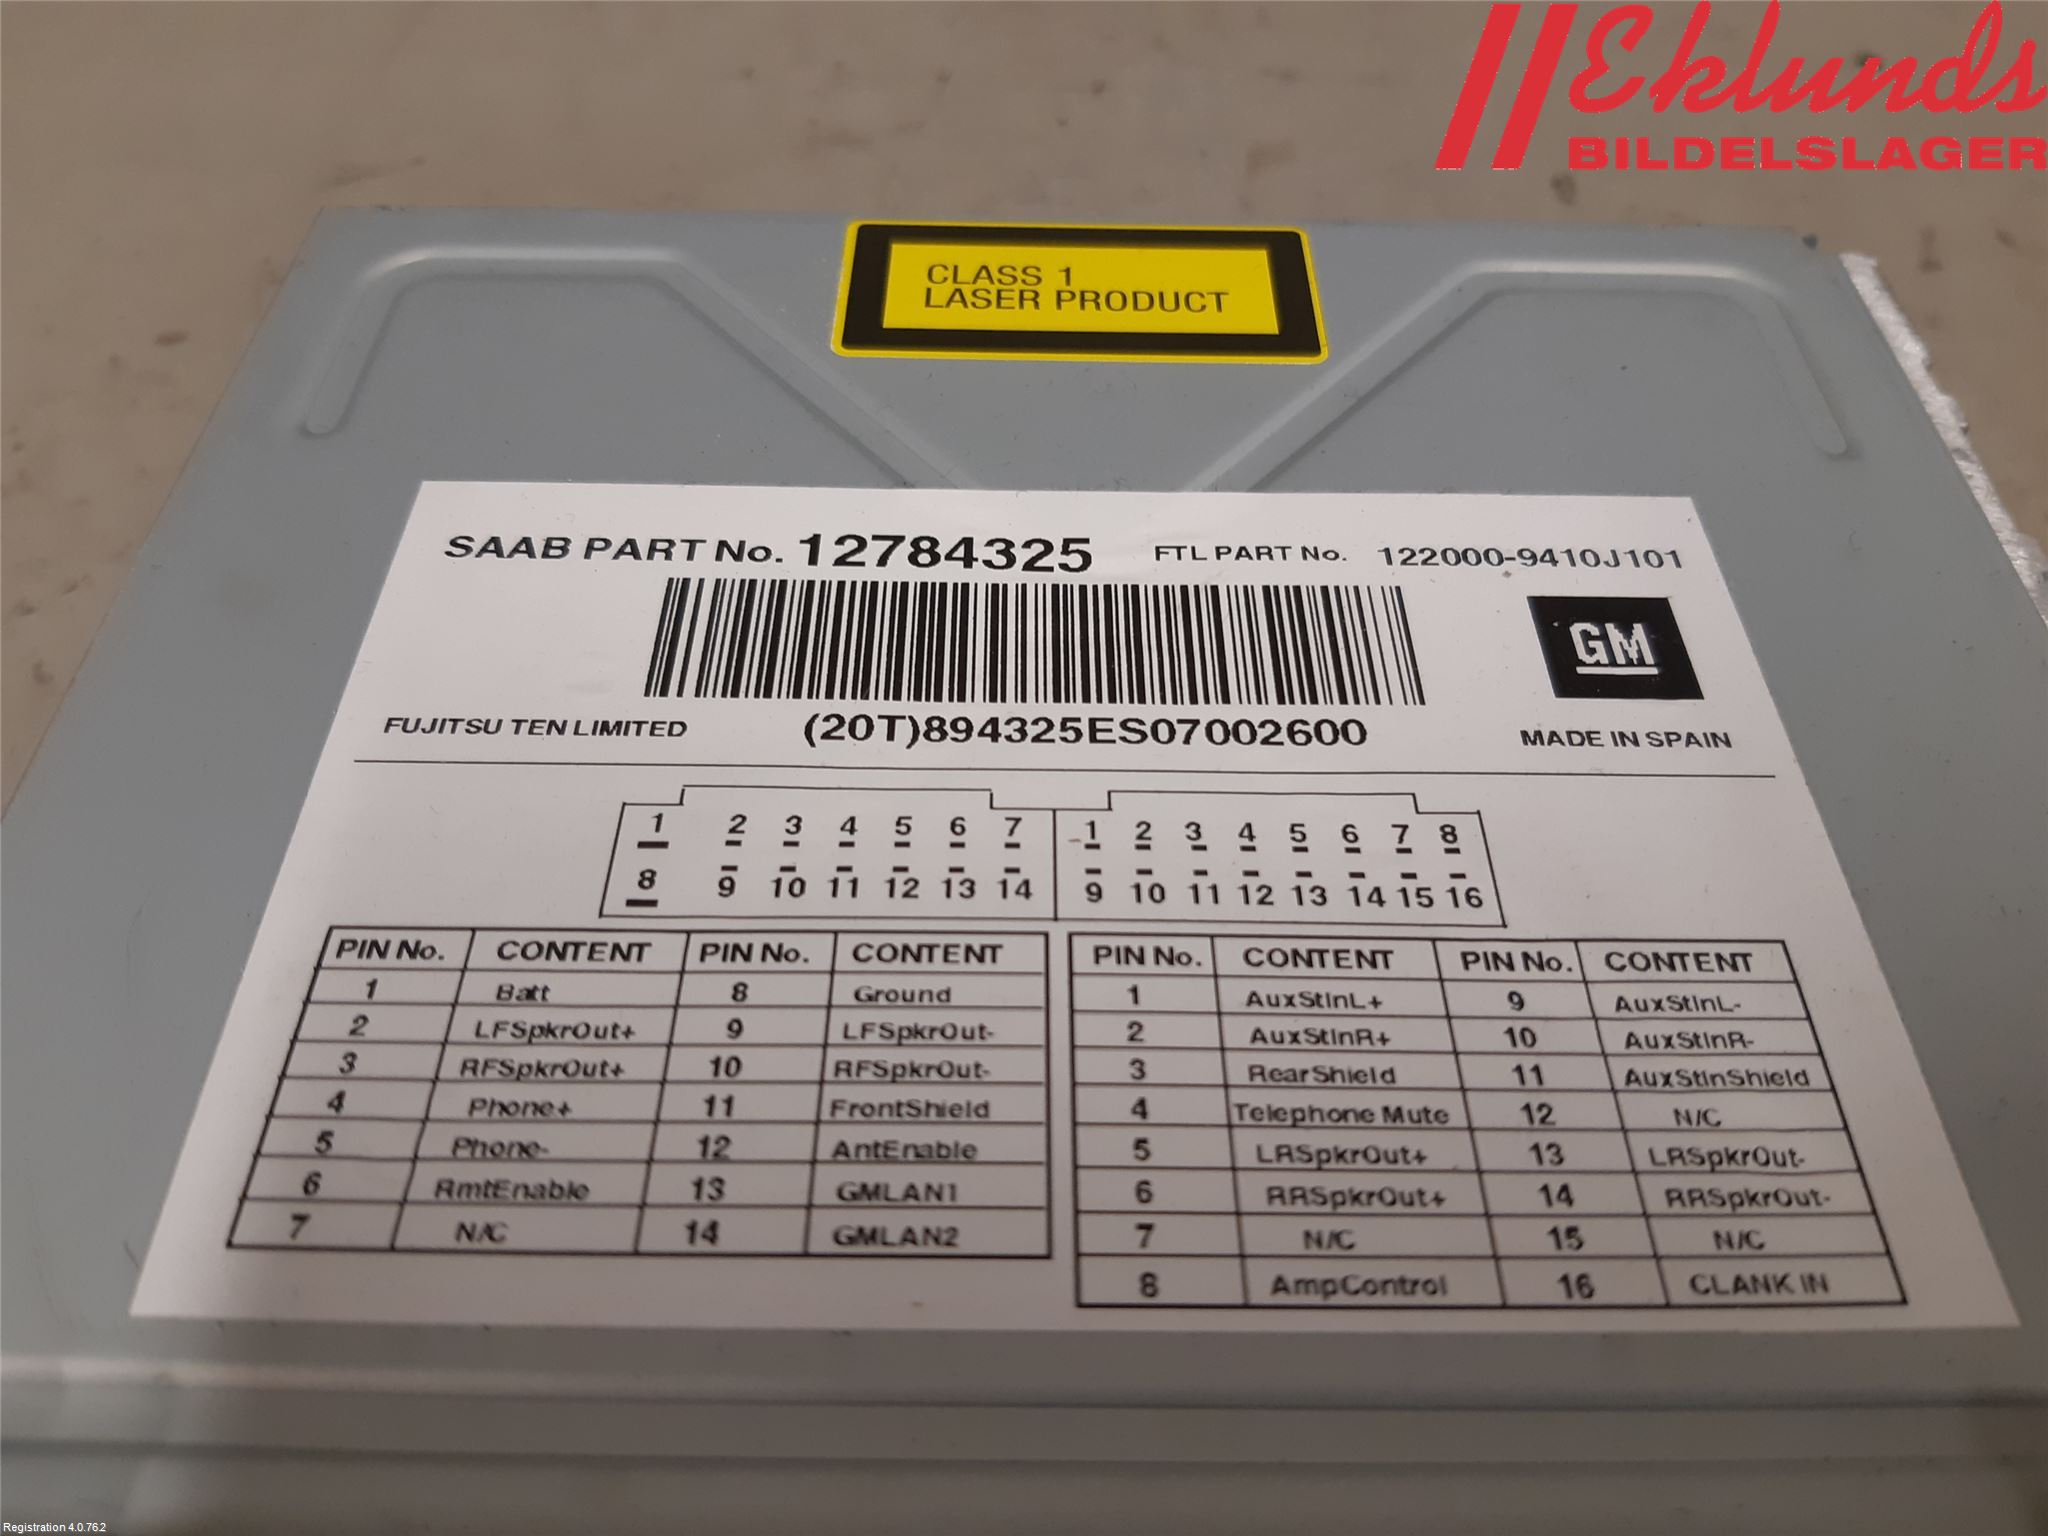 Eklunds
BILDELSLAGER
CLASS 1
LASER PRODUCT
SAAB PART No. 12784325 FTL PART No. 122000-9410J101
GM
FUJITSU TEN LIMITED (20T)894325ES07002600 MADE IN SPAIN
1 2 3 4 5 6 7 1 2 3 4 5 6 7 8
8 9 10 11 12 13 14 9 10 11 12 13 14 15 16
PIN No. CONTENT PIN No. CONTENT PIN No. CONTENT PIN No. CONTENT
1 Batt 8 Ground 1 AuxStInL+ 9 AuxStInL-
2 LFSpkrOut+ 9 LFSpkrOut- 2 AuxStInR+ 10 AuxStInR-
3 RFSpkrOut+ 10 RFSpkrOut- 3 RearShield 11 AuxStInShield
4 Phone+ 11 FrontShield 4 Telephone Mute 12 N/C
5 Phone- 12 AntEnable 5 LRSpkrOut+ 13 LRSpkrOut-
6 RmtEnable 13 GMLAN1 6 RRSpkrOut+ 14 RRSpkrOut-
7 N/C 14 GMLAN2 7 N/C 15 N/C
8 AmpControl 16 CLANK IN
Registration 4.0.76.2